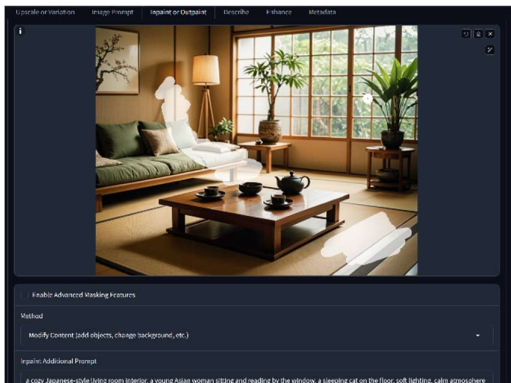 Upscale or Variation Image Prompt Inpaint or Outpaint Describe Enhance Metadata
Enable Advanced Masking Features
Method
Modify Content (add objects, change background, etc.)
Inpaint Additional Prompt
a cozy Japanese-style living room interior, a young Asian woman sitting and reading by the window, a sleeping cat on the floor, soft lighting, calm atmosphere